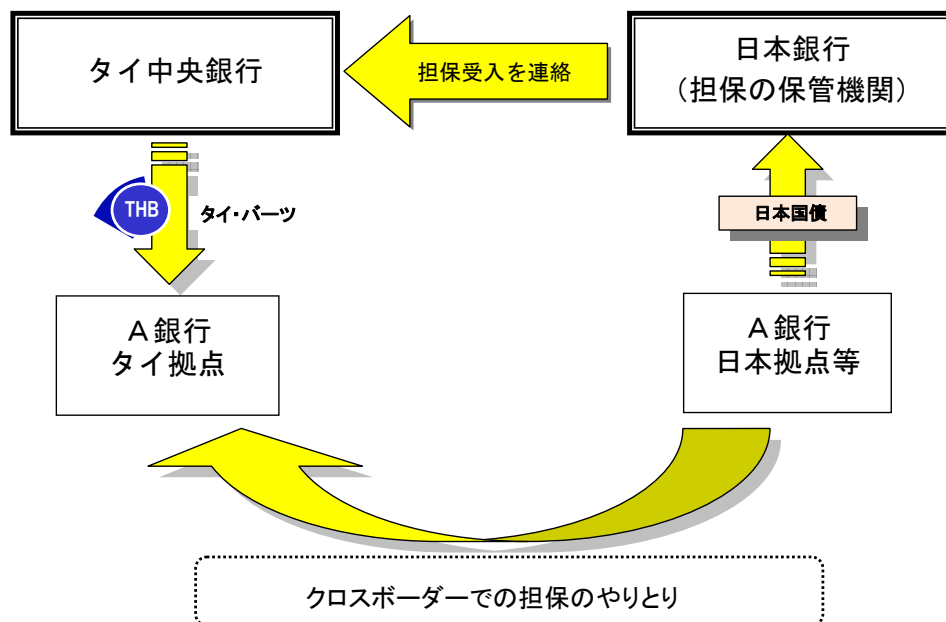 タイ中央銀行
担保受入を連絡
日本銀行
(担保の保管機関)
THB
タイ・バーツ
日本国債
A銀行
タイ拠点
A銀行
日本拠点等
クロスボーダーでの担保のやりとり